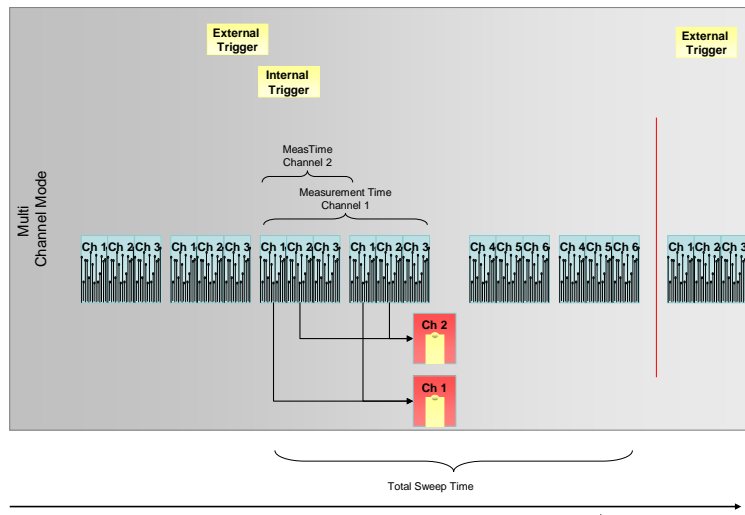 External
Trigger
External
Trigger
Internal
Trigger
MeasTime
Channel 2
Measurement Time
Channel 1
Multi
Channel Mode
Ch 1 Ch 2 Ch 3
Ch 1 Ch 2 Ch 3
Ch 1 Ch 2 Ch 3
Ch 1 Ch 2 Ch 3
Ch 4 Ch 5 Ch 6
Ch 4 Ch 5 Ch 6
Ch 1 Ch 2 Ch 3
Ch 2
Ch 1
Total Sweep Time